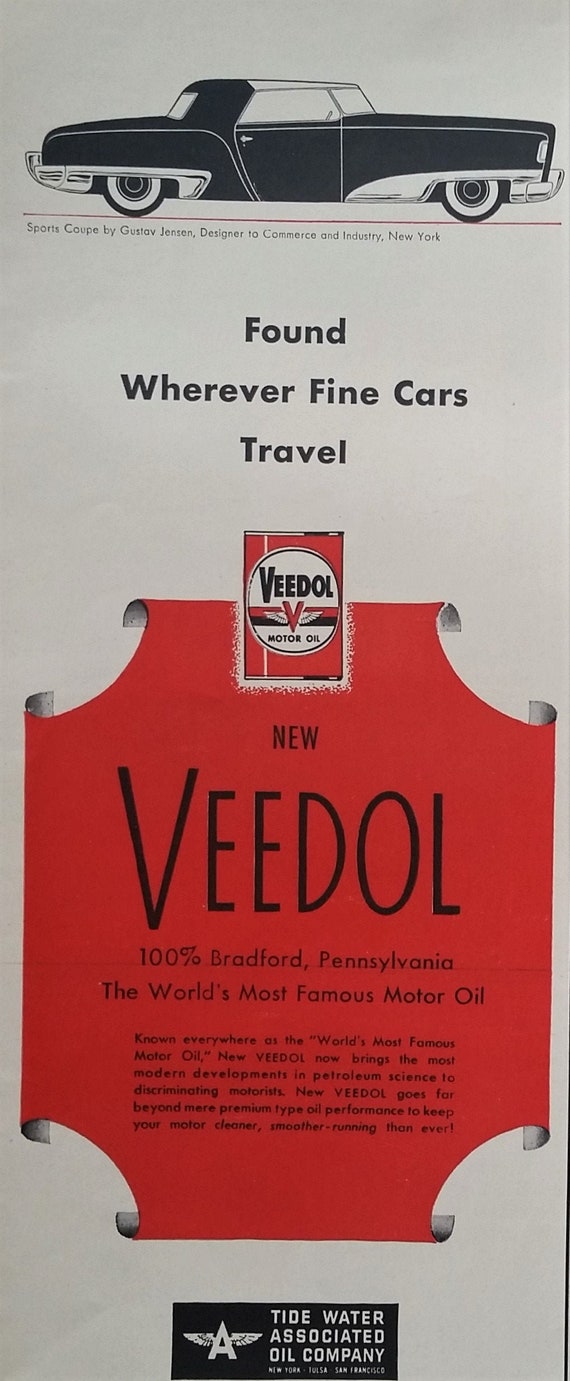 Sports Coupe by Gustav Jensen, Designer to Commerce and Industry, New York
Found
Wherever Fine Cars
Travel
VEEDOL
MOTOR OIL
NEW
VEEDOL
100% Bradford, Pennsylvania
The World's Most Famous Motor Oil
Known everywhere as the "World's Most Famous
Motor Oil," New VEEDOL now brings the most
modern developments in petroleum science to
discriminating motorists. New VEEDOL goes far
beyond mere premium type oil performance to keep
your motor cleaner, smoother-running than ever!
A
TIDE WATER
ASSOCIATED
OIL COMPANY
NEW YORK · TULSA · SAN FRANCISCO